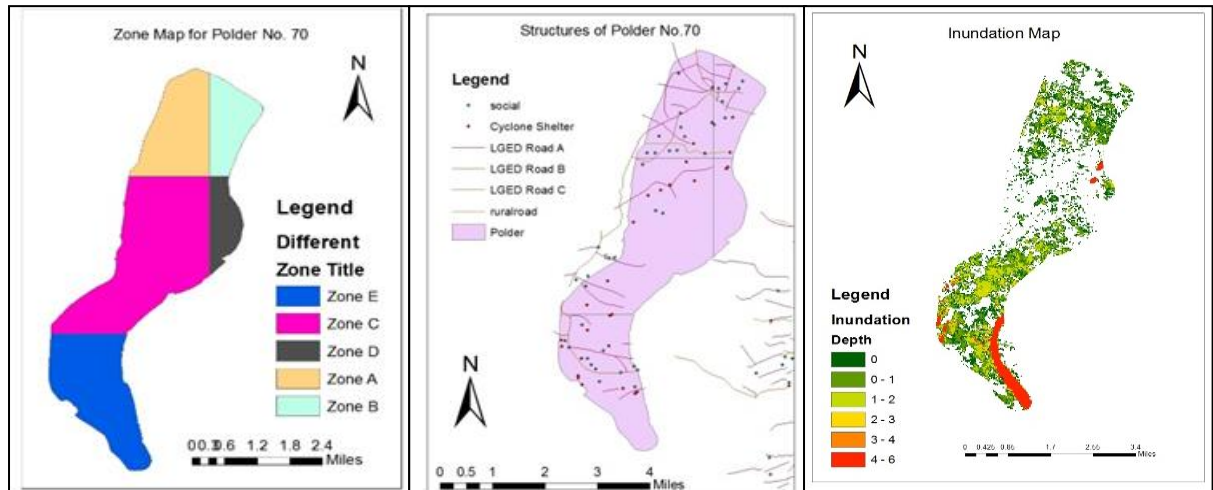 Zone Map for Polder No. 70
N
Legend
Different
Zone Title
Zone E
Zone C
Zone D
Zone A
Zone B
1.2 1.8 2.4
Miles
Structures of Polder No.70
Legend
N
social
Cyclone Shelter
LGED Road A
LGED Road B
LGED Road C
ruralroad
Polder
N
0 0.5 1 2 3 4
Miles
Inundation Map
N
Legend
Inundation
Depth
0
0 - 1
1 - 2
2 - 3
3 - 4
4 - 6
0 0.425 0.85 1.7 2.55 3.4
Miles